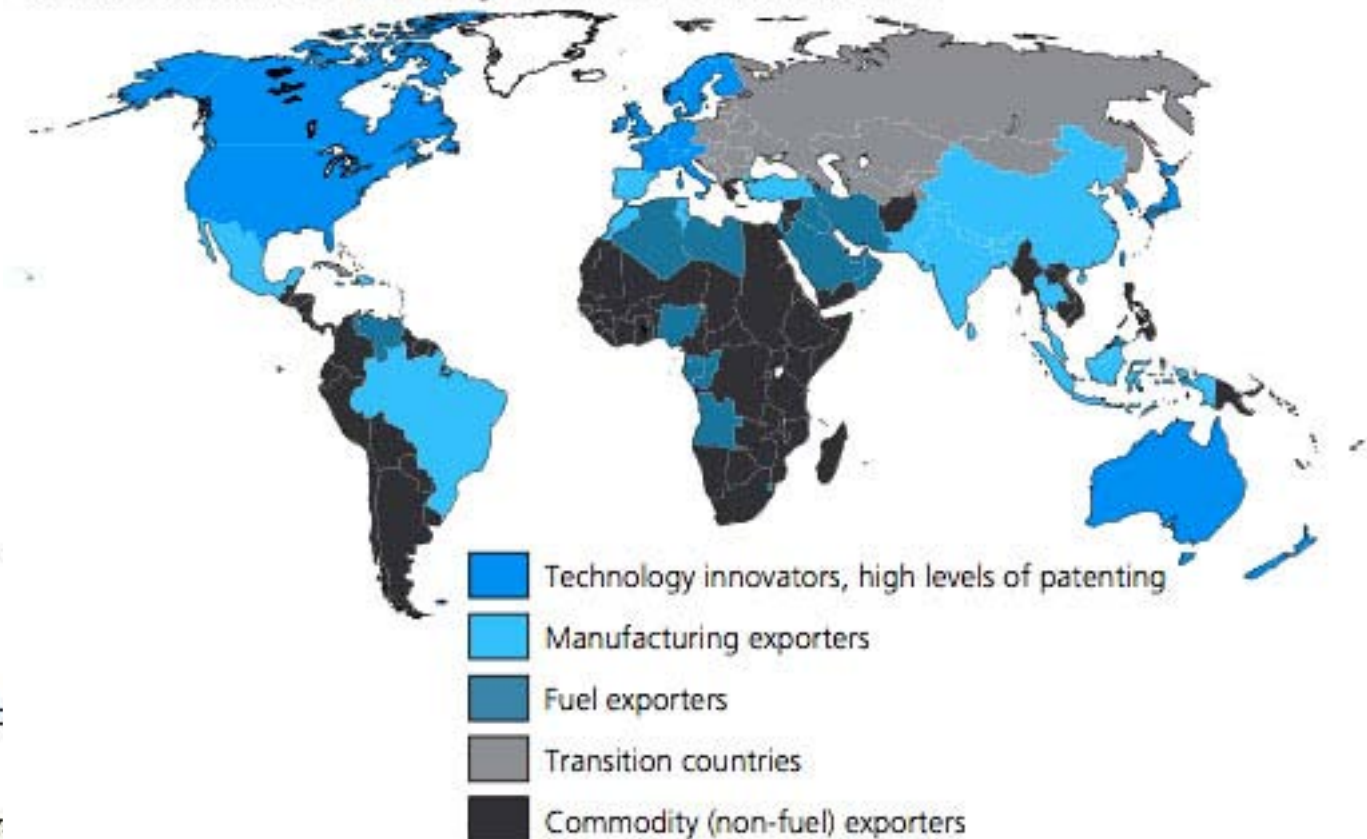 Technology innovators, high levels of patenting
Manufacturing exporters
Fuel exporters
Transition countries
Commodity (non-fuel) exporters